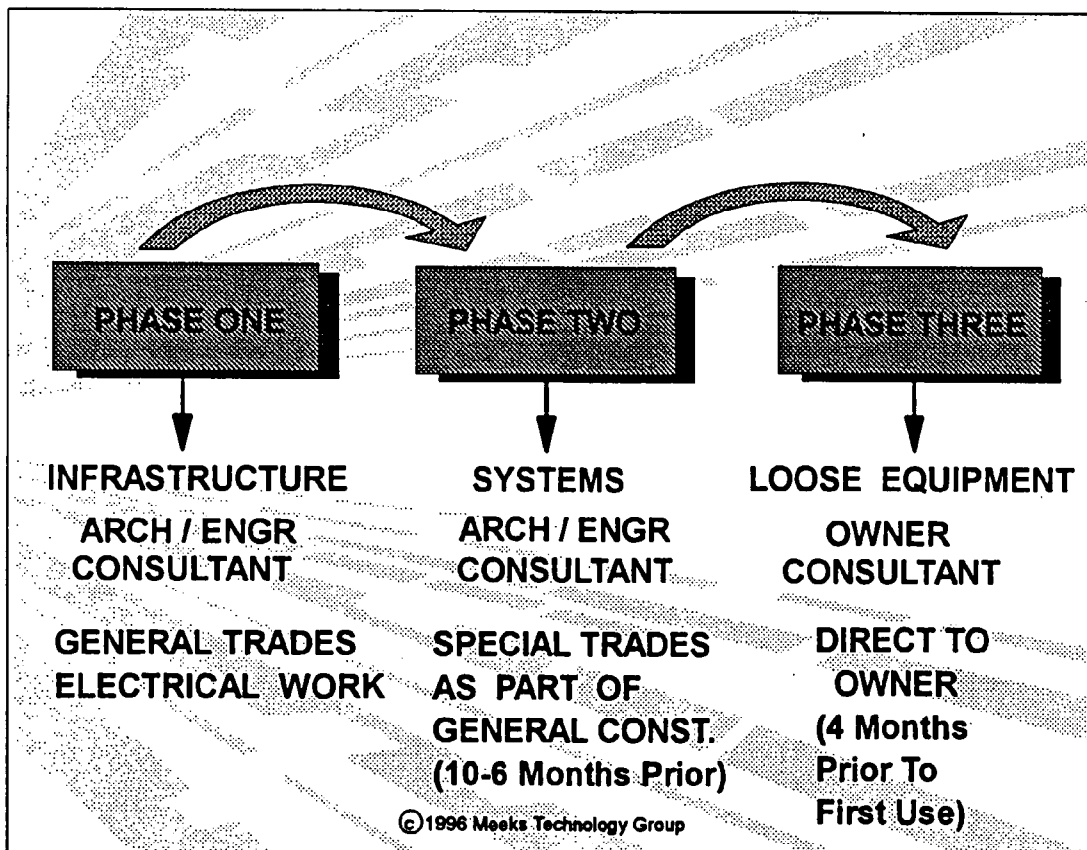 PHASE ONE
PHASE TWO
PHASE THREE
INFRASTRUCTURE
ARCH / ENGR
CONSULTANT
GENERAL TRADES
ELECTRICAL WORK
SYSTEMS
ARCH / ENGR
CONSULTANT
SPECIAL TRADES
AS PART OF
GENERAL CONST.
(10-6 Months Prior)
LOOSE EQUIPMENT
OWNER
CONSULTANT
DIRECT TO
OWNER
(4 Months
Prior To
First Use)
©1996 Meeks Technology Group